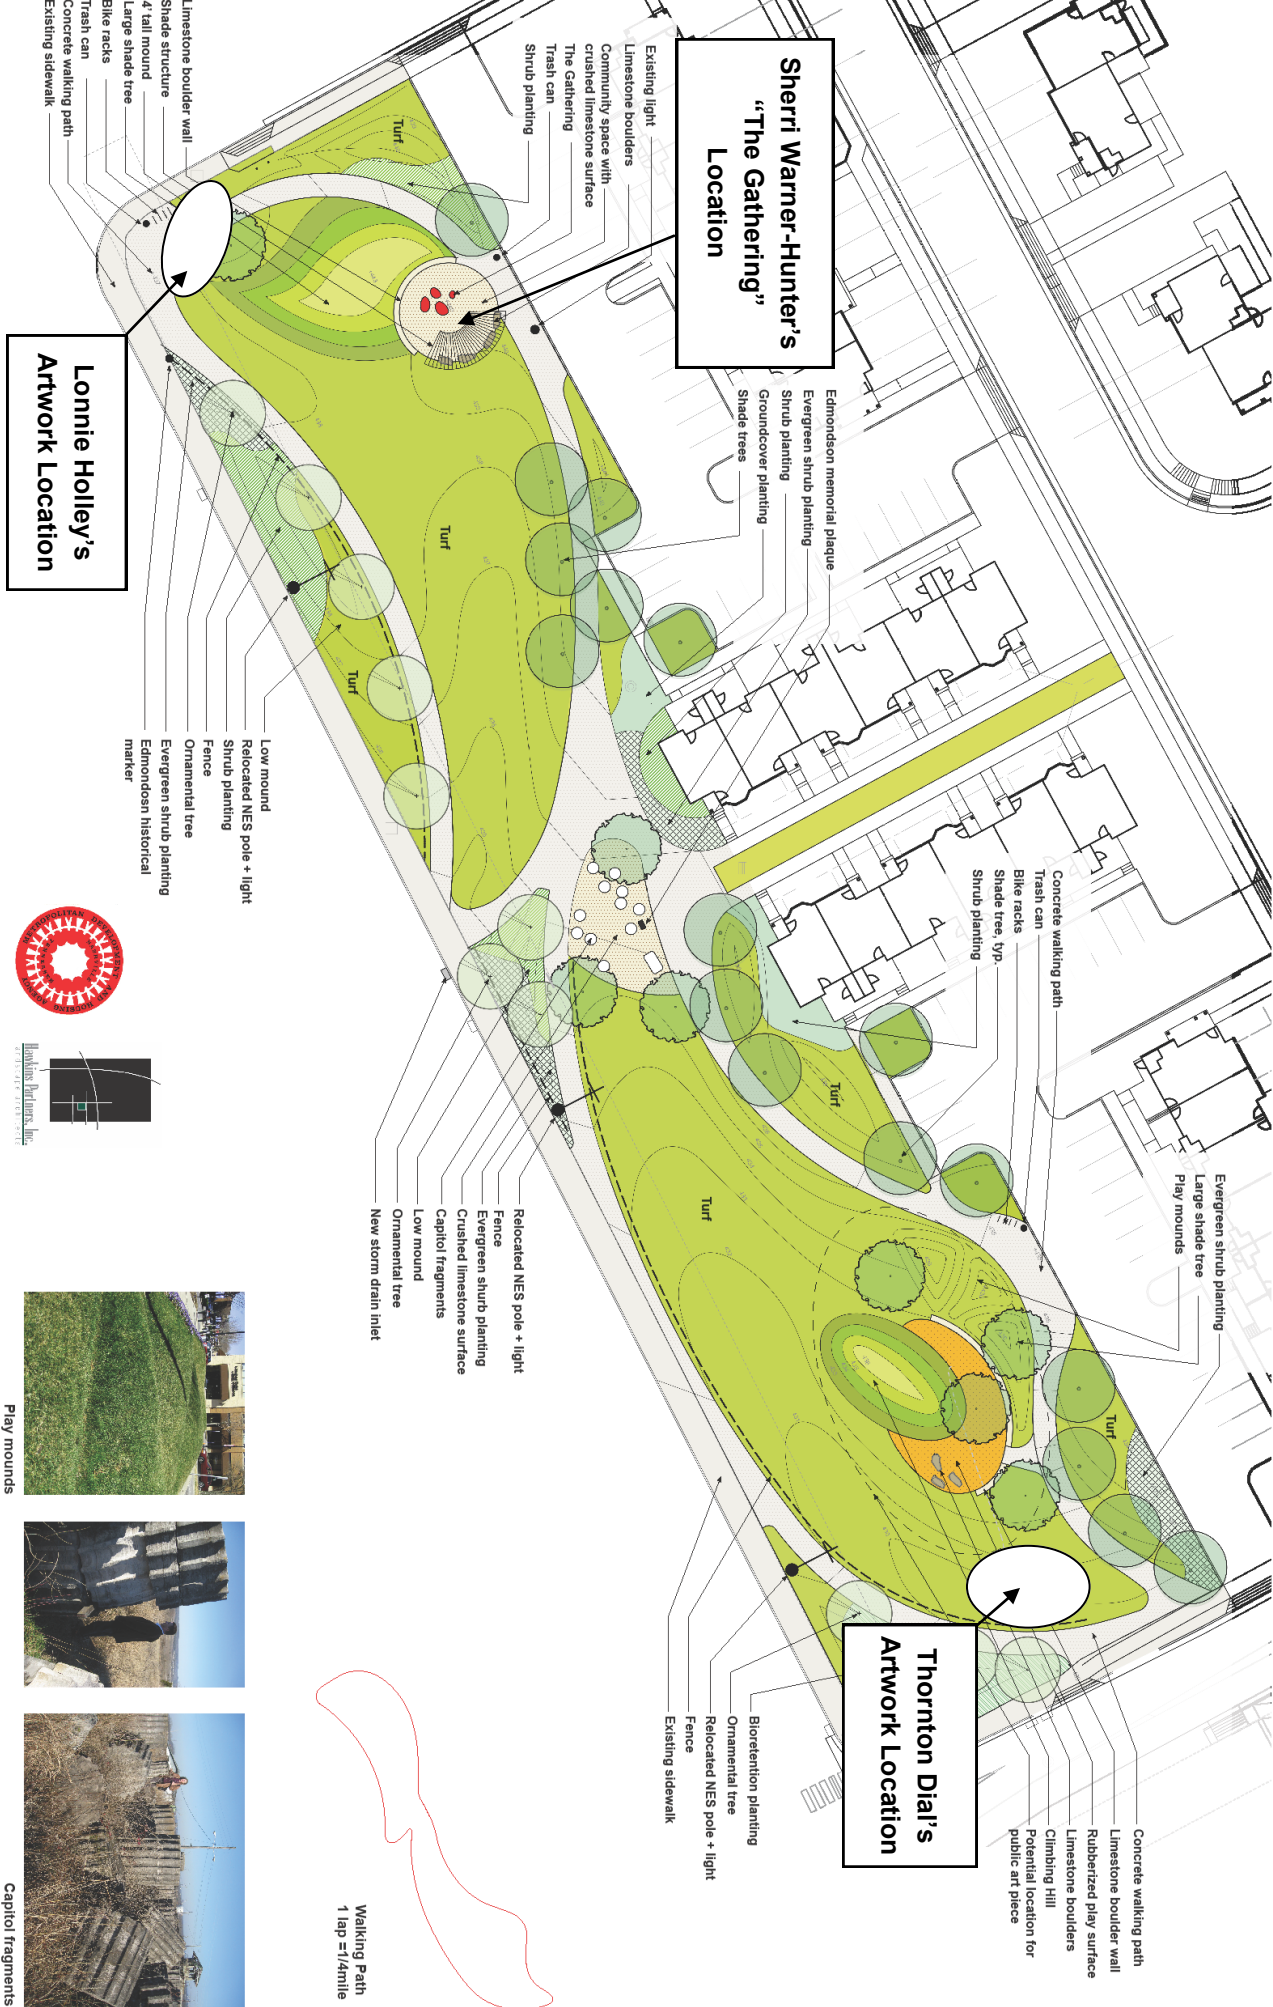 Sherri Warner-Hunter's
"The Gathering"
Location
Lonnie Holley's
Artwork Location
Thornton Dial's
Artwork Location
Limestone boulder wall
Shade structure
4' tall mound
Large shade tree
Bike racks
Trash can
Concrete walking path
Existing sidewalk
Existing light
Limestone boulders
Community space with
crushed limestone surface
The Gathering
Trash can
Shrub planting
Edmondson memorial plaque
Evergreen shrub planting
Shrub planting
Groundcover planting
Shade trees
Low mound
Relocated NES pole + light
Shrub planting
Fence
Ornamental tree
Evergreen shrub planting
Edmondosn historical
marker
Concrete walking path
Trash can
Bike racks
Shade tree, typ.
Shrub planting
Relocated NES pole + light
Fence
Evergreen shurb planting
Crushed limestone surface
Capitol fragments
Low mound
Ornamental tree
New storm drain inlet
Evergreen shrub planting
Large shade tree
Play mounds
Bioretention planting
Ornamental tree
Relocated NES pole + light
Fence
Existing sidewalk
Concrete walking path
Limestone boulder wall
Rubberized play surface
Limestone boulders
Climbing Hill
Potential location for
public art piece
Turf
Turf
Turf
Turf
Turf
Turf
METROPOLITAN DEVELOPMENT AND HOUSING AGENCY
Hawkins Partners, Inc.
landscape architects
Play mounds
Capitol fragments
Walking Path
1 lap =1/4mile